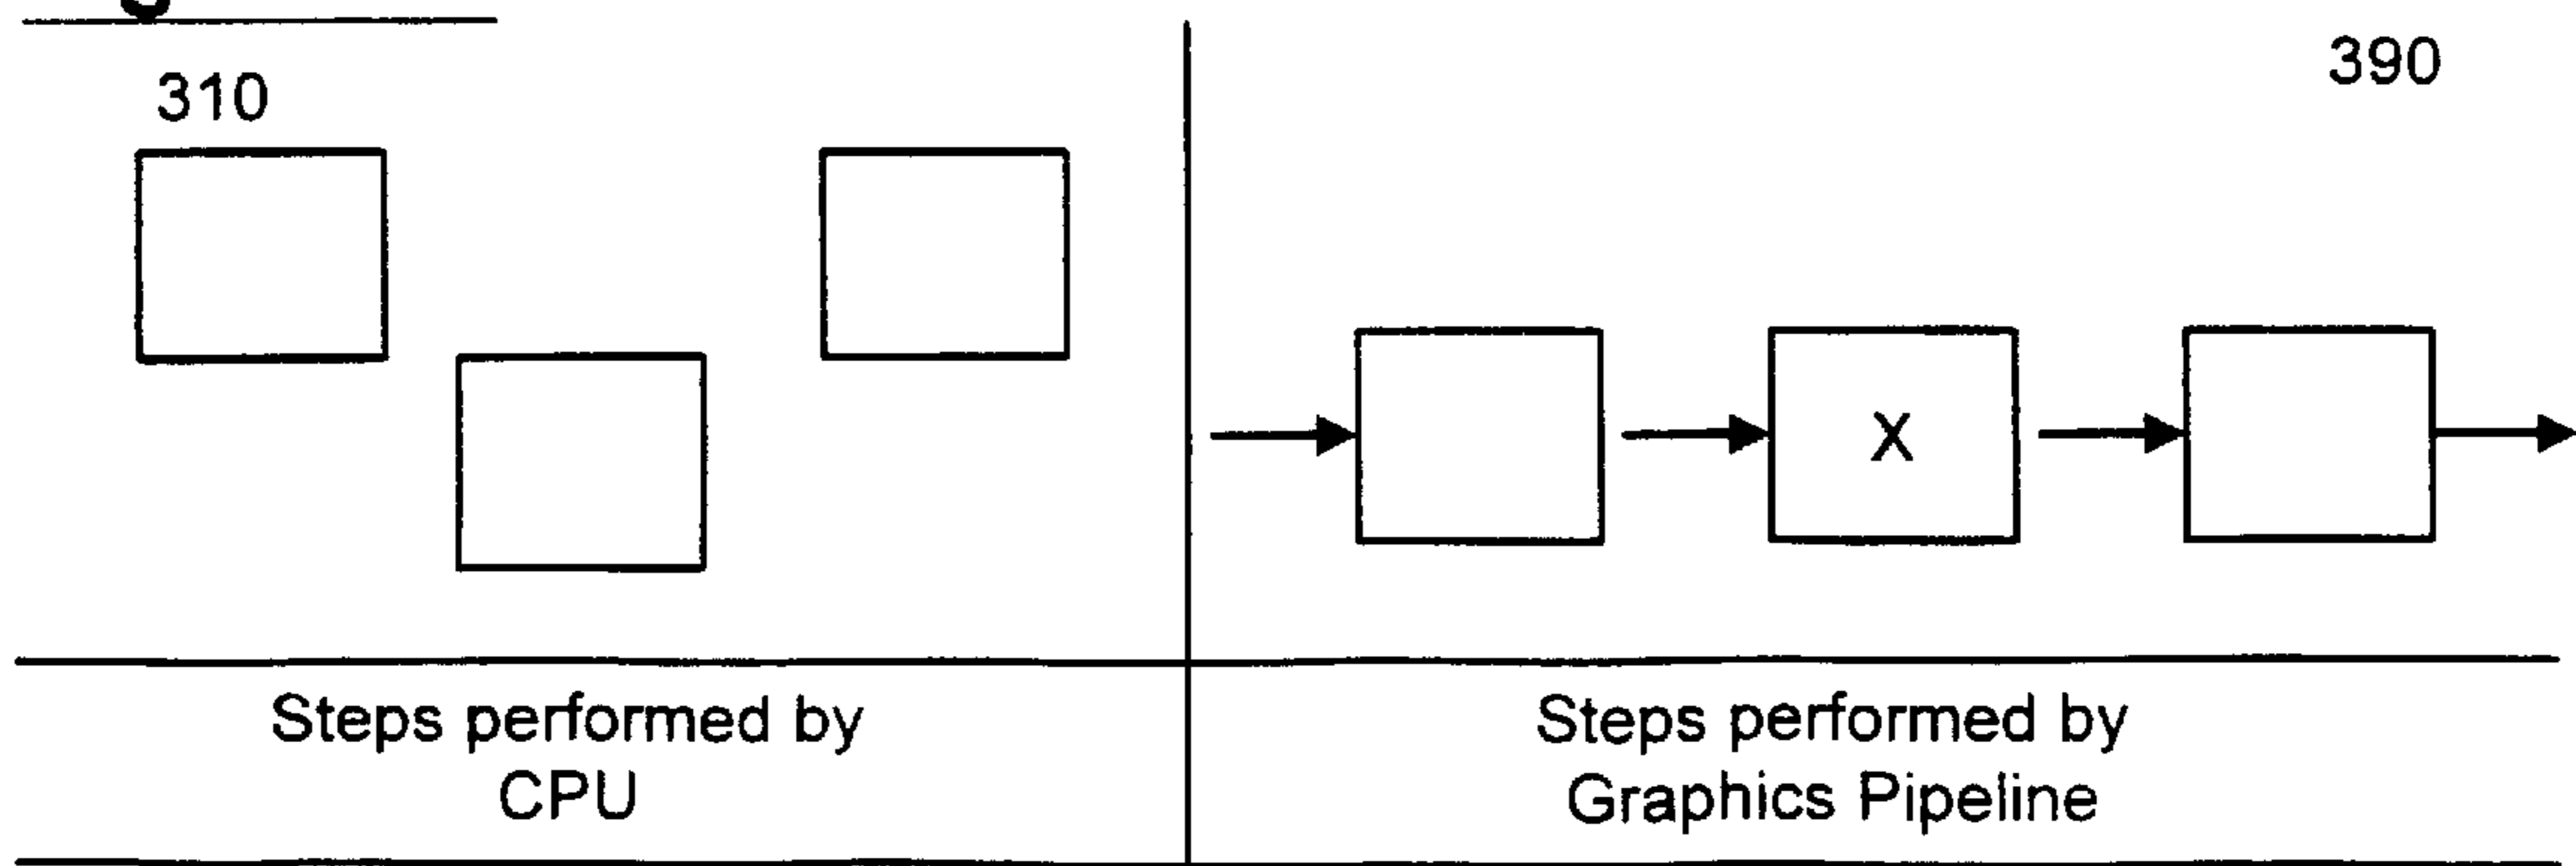 310
390
X
Steps performed by
CPU
Steps performed by
Graphics Pipeline